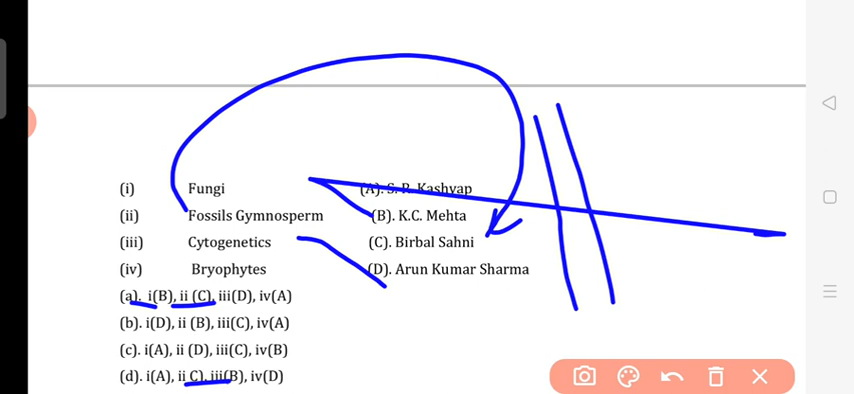 (i) Fungi (A). S. R. Kashyap
(ii) Fossils Gymnosperm (B). K.C. Mehta
(iii) Cytogenetics (C). Birbal Sahni
(iv) Bryophytes (D). Arun Kumar Sharma
(a). i(B), ii (C), iii(D), iv(A)
(b). i(D), ii (B), iii(C), iv(A)
(c). i(A), ii (D), iii(C), iv(B)
(d). i(A), ii C), iii(B), iv(D)